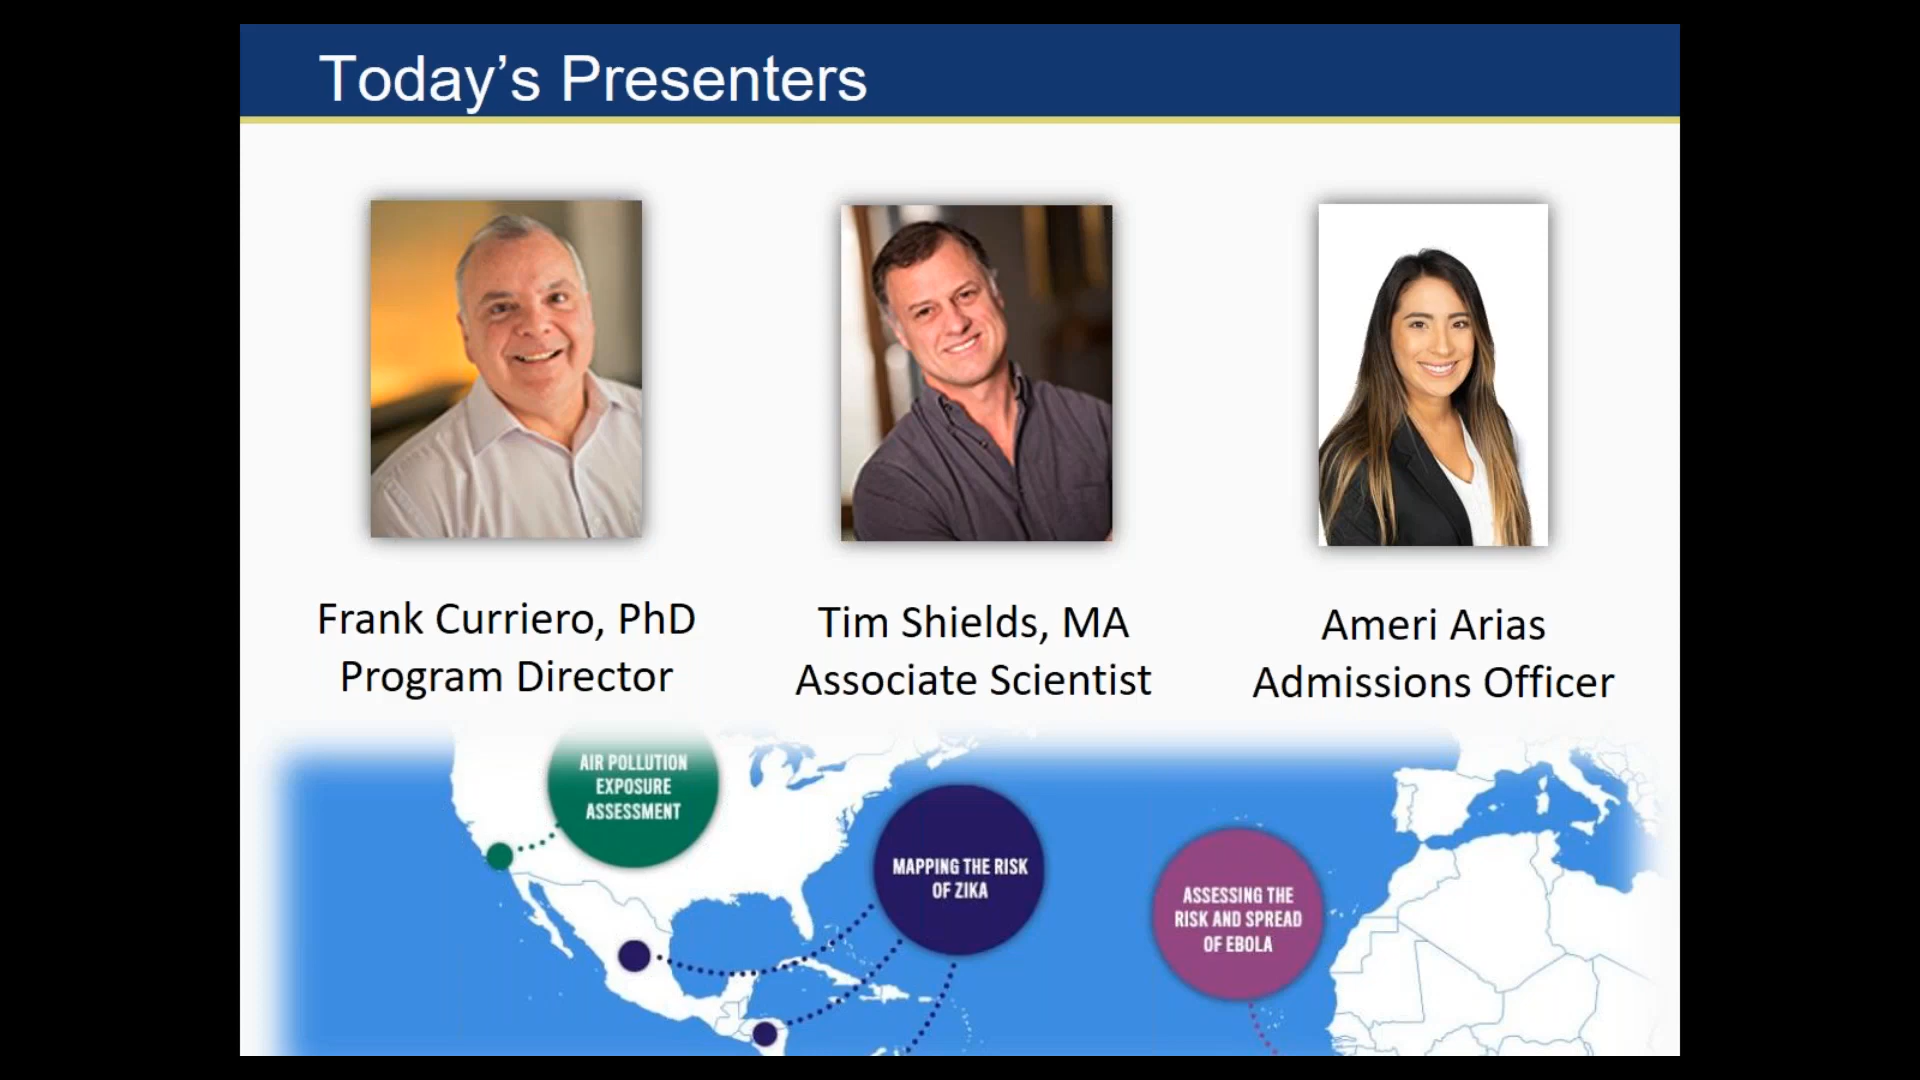 Today’s Presenters
Frank Curriero, PhD
Program Director
Tim Shields, MA
Associate Scientist
Ameri Arias
Admissions Officer
AIR POLLUTION
EXPOSURE
ASSESSMENT
MAPPING THE RISK
OF ZIKA
ASSESSING THE
RISK AND SPREAD
OF EBOLA